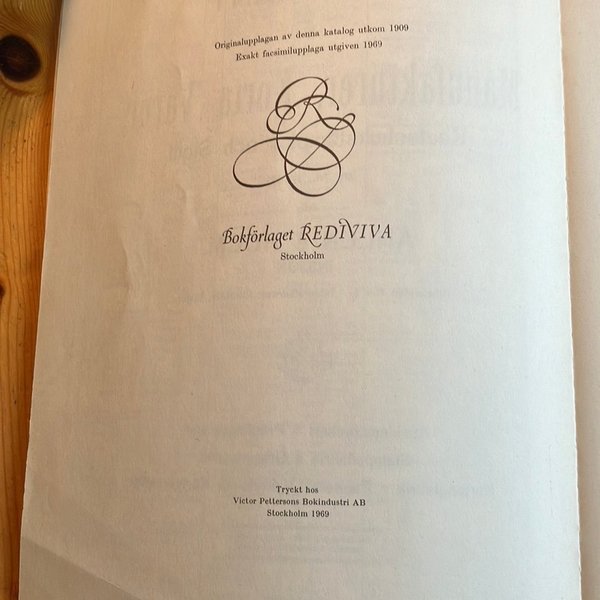 Originalupplagan av denna katalog utkom 1909
Exakt facsimilupplaga utgiven 1969
Bokförlaget REDIVIVA
Stockholm
Tryckt hos
Victor Pettersons Bokindustri AB
Stockholm 1969